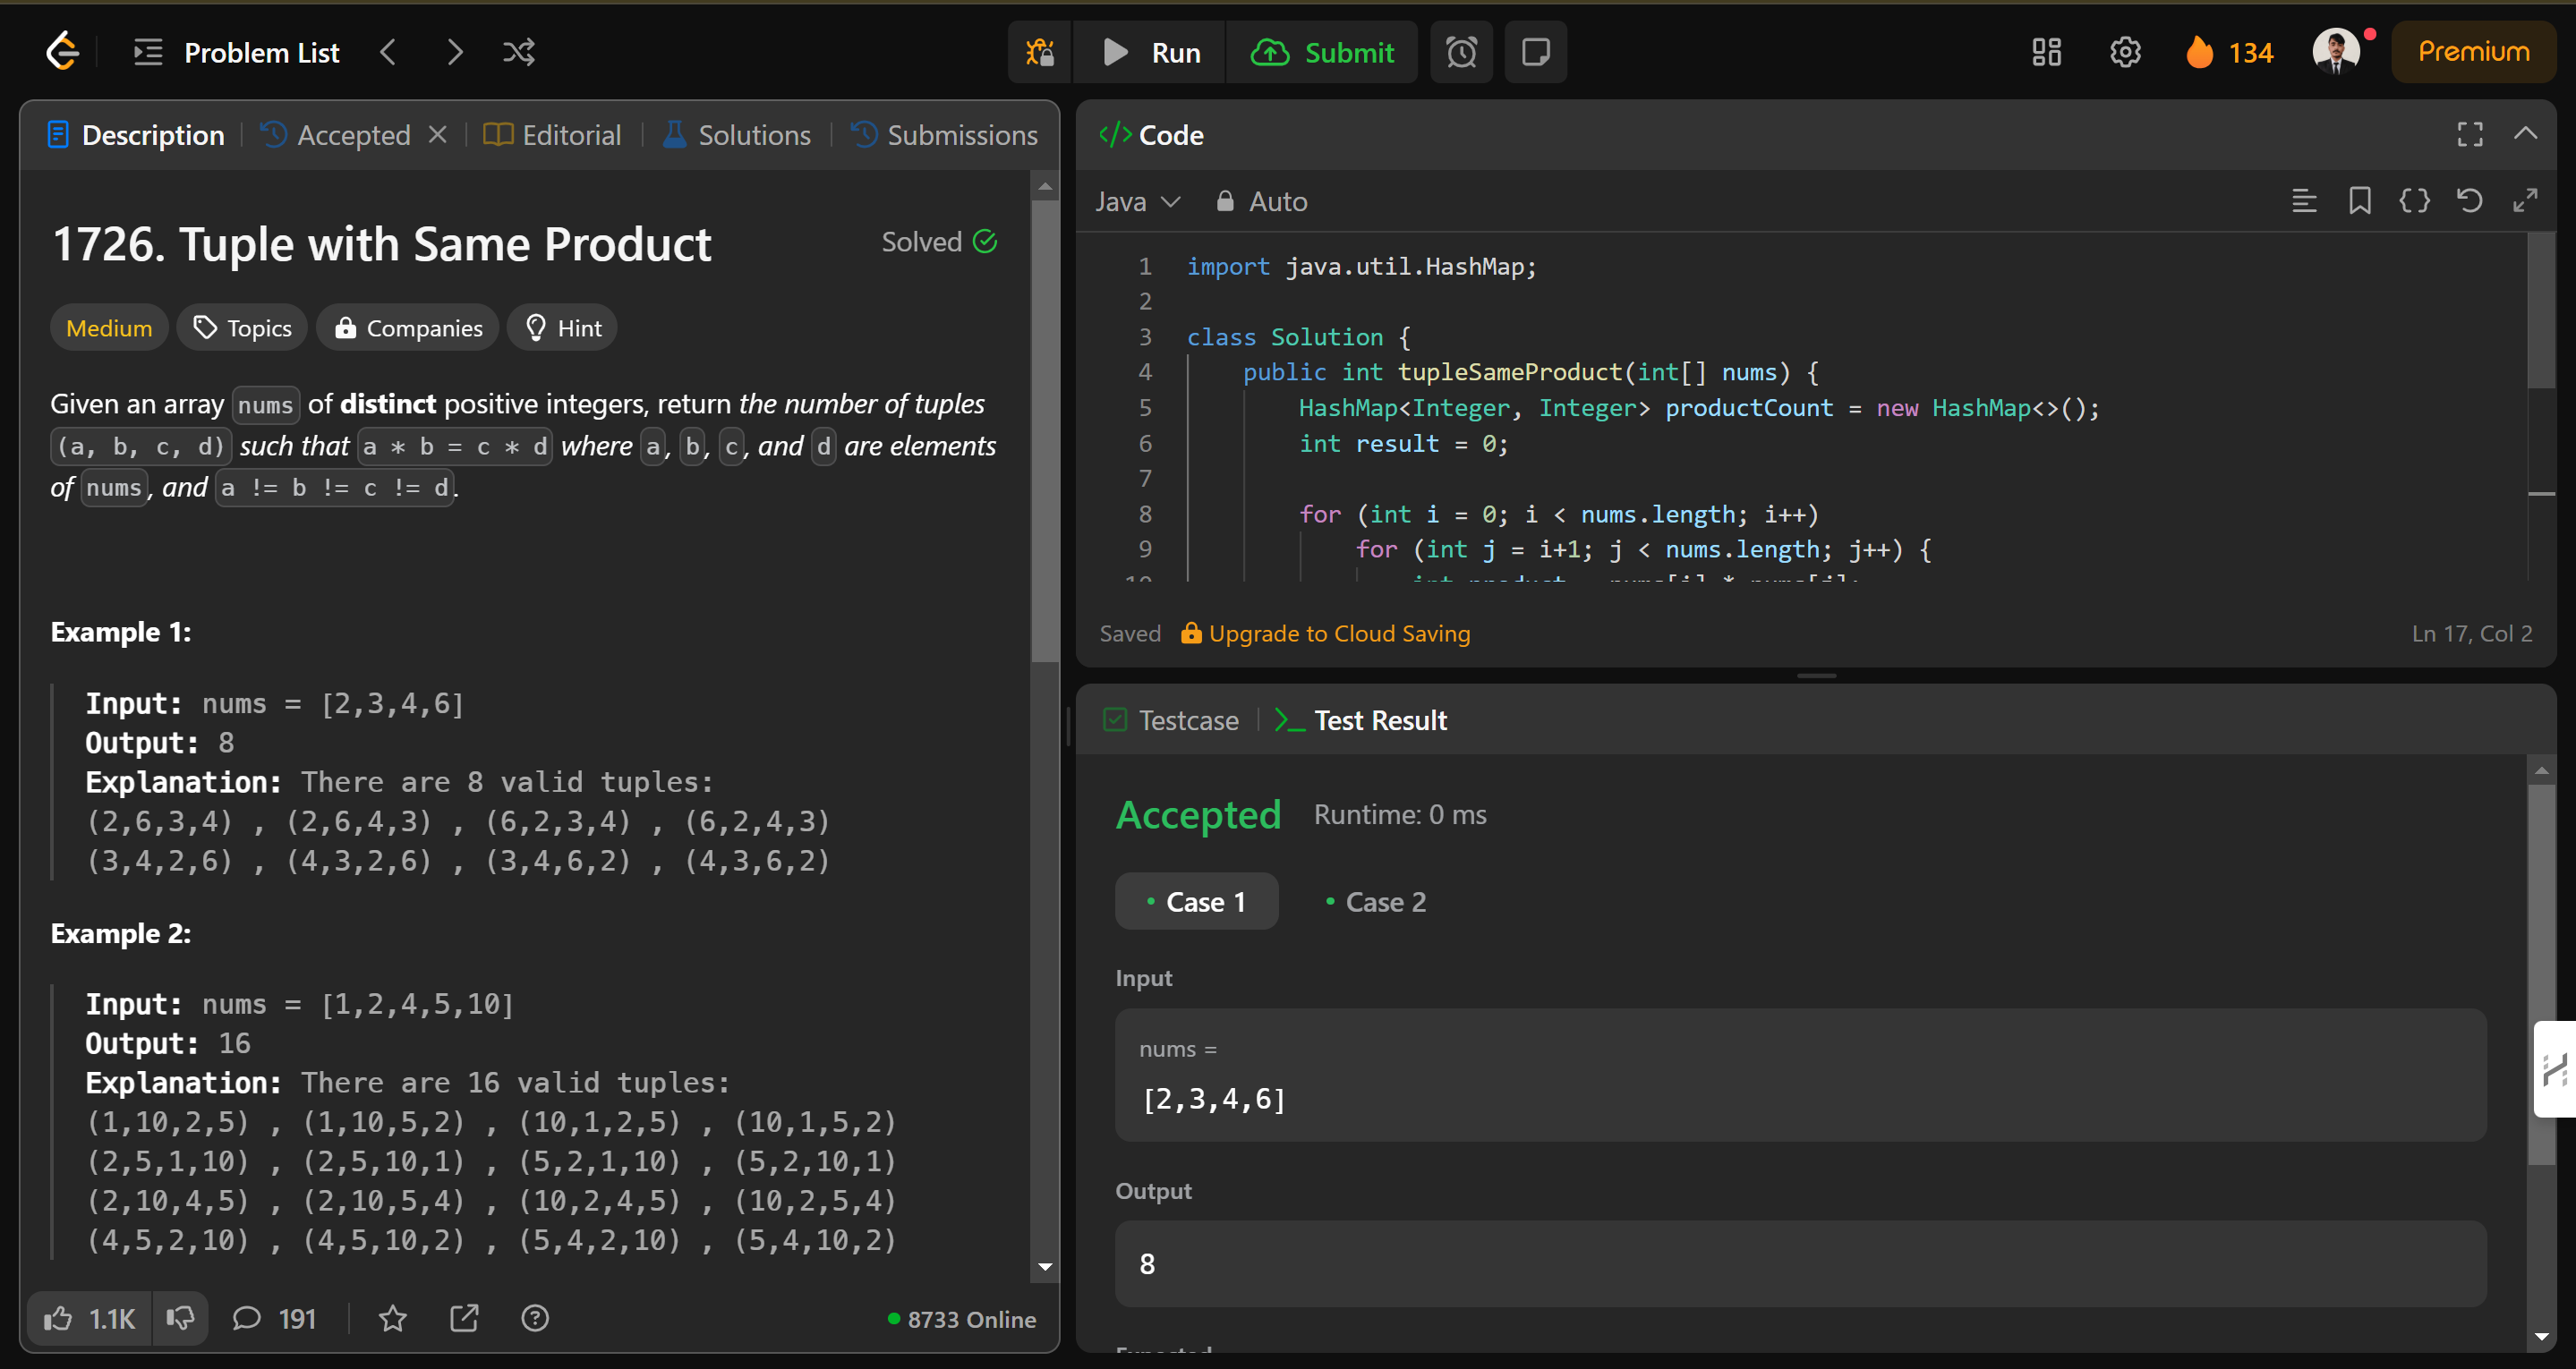 Problem List
Run
Submit
134
Premium
Description
Accepted
Editorial
Solutions
Submissions
1726. Tuple with Same Product
Solved
Medium
Topics
Companies
Hint
Given an array nums of distinct positive integers, return the number of tuples
(a, b, c, d) such that a * b = c * d where a, b, c, and d are elements
of nums, and a != b != c != d.
Example 1:
Input: nums = [2,3,4,6]
Output: 8
Explanation: There are 8 valid tuples:
(2,6,3,4) , (2,6,4,3) , (6,2,3,4) , (6,2,4,3)
(3,4,2,6) , (4,3,2,6) , (3,4,6,2) , (4,3,6,2)
Example 2:
Input: nums = [1,2,4,5,10]
Output: 16
Explanation: There are 16 valid tuples:
(1,10,2,5) , (1,10,5,2) , (10,1,2,5) , (10,1,5,2)
(2,5,1,10) , (2,5,10,1) , (5,2,1,10) , (5,2,10,1)
(2,10,4,5) , (2,10,5,4) , (10,2,4,5) , (10,2,5,4)
(4,5,2,10) , (4,5,10,2) , (5,4,2,10) , (5,4,10,2)
1.1K
191
8733 Online
</> Code
Java
Auto
1 import java.util.HashMap;
2
3 class Solution {
4 public int tupleSameProduct(int[] nums) {
5 HashMap<Integer, Integer> productCount = new HashMap<>();
6 int result = 0;
7
8 for (int i = 0; i < nums.length; i++)
9 for (int j = i+1; j < nums.length; j++) {
10 int product = nums[i] * nums[j];
Saved
Upgrade to Cloud Saving
Ln 17, Col 2
Testcase
Test Result
Accepted
Runtime: 0 ms
Case 1
Case 2
Input
nums =
[2,3,4,6]
Output
8
Expected